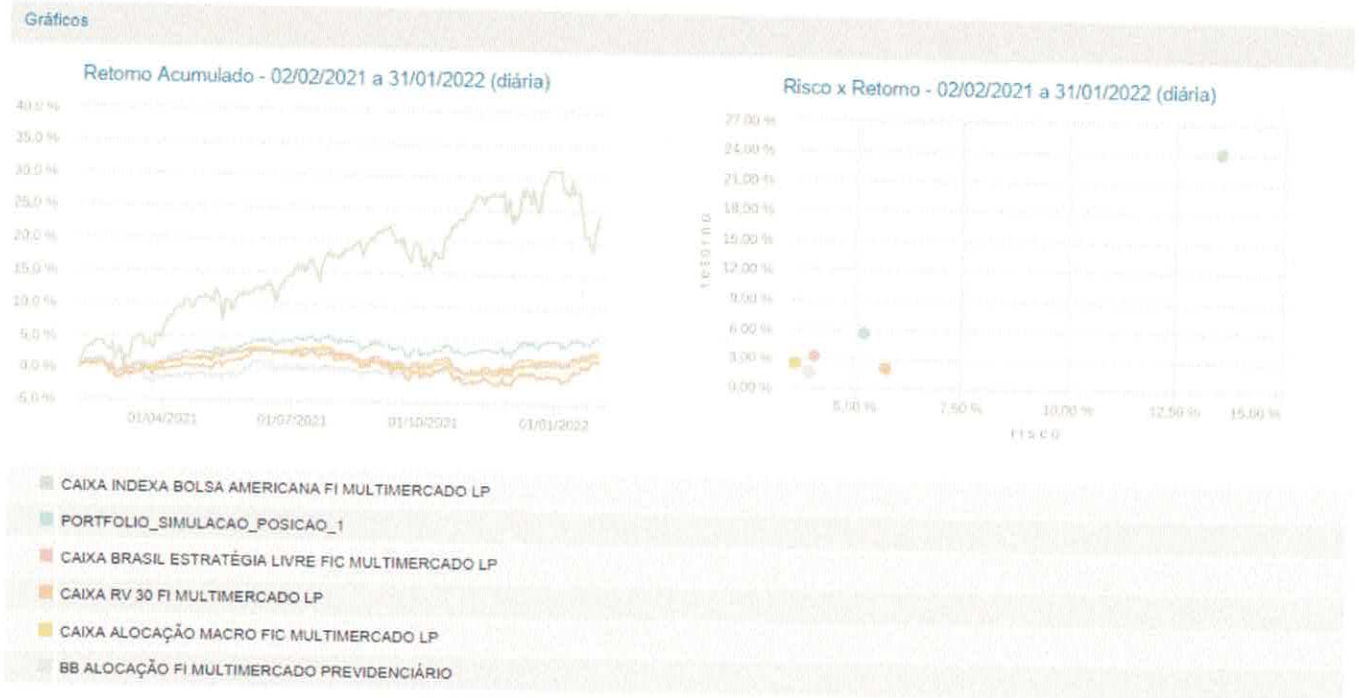 Gráficos
Retorno Acumulado - 02/02/2021 a 31/01/2022 (diária)
40,0 %
35,0 %
30,0 %
25,0 %
20,0 %
15,0 %
10,0 %
5,0 %
0,0 %
-5,0 %
01/04/2021
01/07/2021
01/10/2021
01/01/2022
Risco x Retorno - 02/02/2021 a 31/01/2022 (diária)
27,00 %
24,00 %
21,00 %
18,00 %
15,00 %
12,00 %
9,00 %
6,00 %
3,00 %
0,00 %
retorno
5,00 %
7,50 %
10,00 %
12,50 %
15,00 %
risco
CAIXA INDEXA BOLSA AMERICANA FI MULTIMERCADO LP
PORTFOLIO_SIMULACAO_POSICAO_1
CAIXA BRASIL ESTRATÉGIA LIVRE FIC MULTIMERCADO LP
CAIXA RV 30 FI MULTIMERCADO LP
CAIXA ALOCAÇÃO MACRO FIC MULTIMERCADO LP
BB ALOCAÇÃO FI MULTIMERCADO PREVIDENCIÁRIO